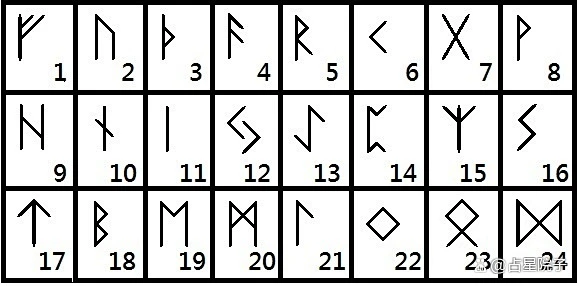 ᚠ 1 ᚢ 2 ᚦ 3 ᚨ 4 ᚱ 5 ᚲ 6 ᚷ 7 ᚹ 8
ᚻ 9 ᚾ 10 ᛁ 11 ᛃ 12 ᛇ 13 ᛈ 14 ᛉ 15 ᛊ 16
ᛏ 17 ᛒ 18 ᛖ 19 ᛗ 20 ᛚ 21 ᛜ 22 ᛟ 23 ᛞ 24
@占星院子